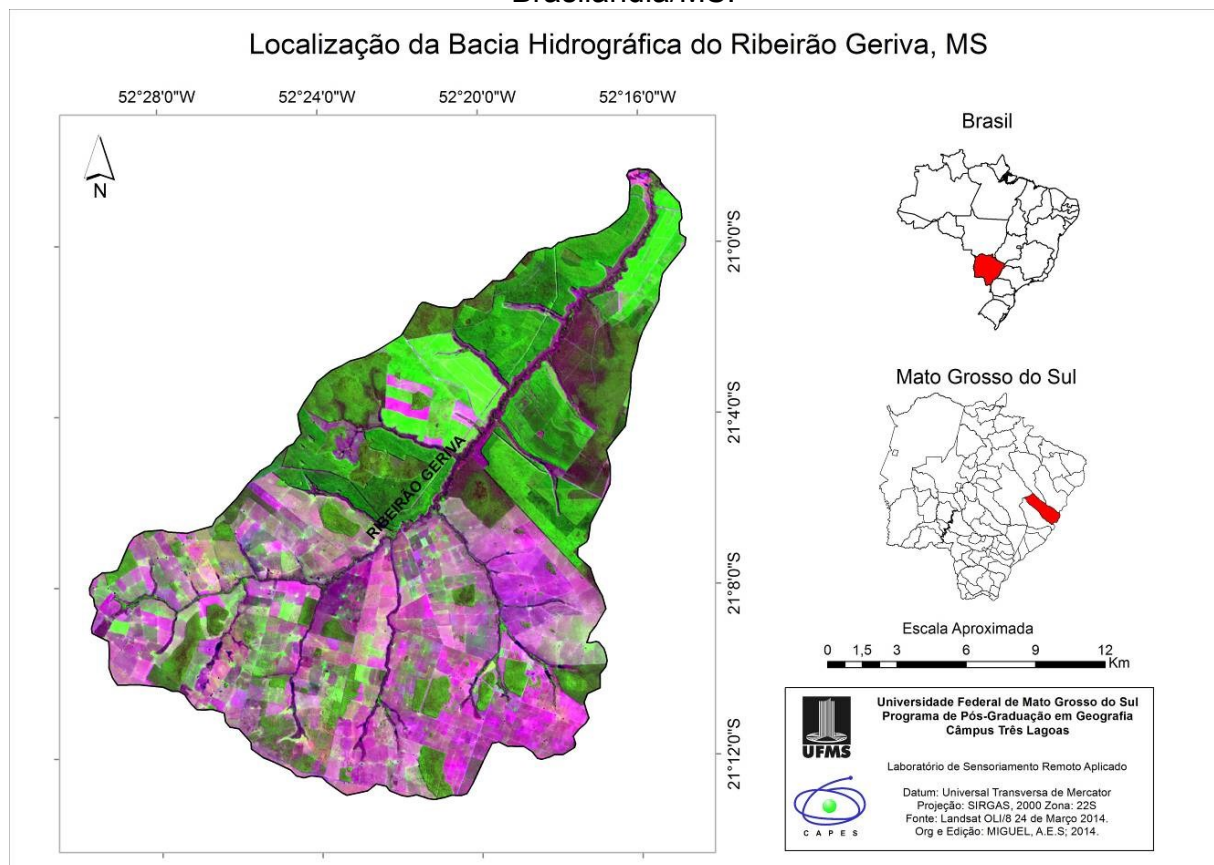 Brasilândia/MS.
Localização da Bacia Hidrográfica do Ribeirão Geriva, MS
52°28'0"W 52°24'0"W 52°20'0"W 52°16'0"W
N
21°0'0"S
21°4'0"S
21°8'0"S
21°12'0"S
RIBEIRÃO GERIVA
Brasil
Mato Grosso do Sul
Escala Aproximada
0 1,5 3 6 9 12
Km
UFMS
Universidade Federal de Mato Grosso do Sul
Programa de Pós-Graduação em Geografia
Câmpus Três Lagoas
Laboratório de Sensoriamento Remoto Aplicado
CAPES
Datum: Universal Transversa de Mercator
Projeção: SIRGAS, 2000 Zona: 22S
Fonte: Landsat OLI/8 24 de Março 2014.
Org e Edição: MIGUEL, A.E.S; 2014.